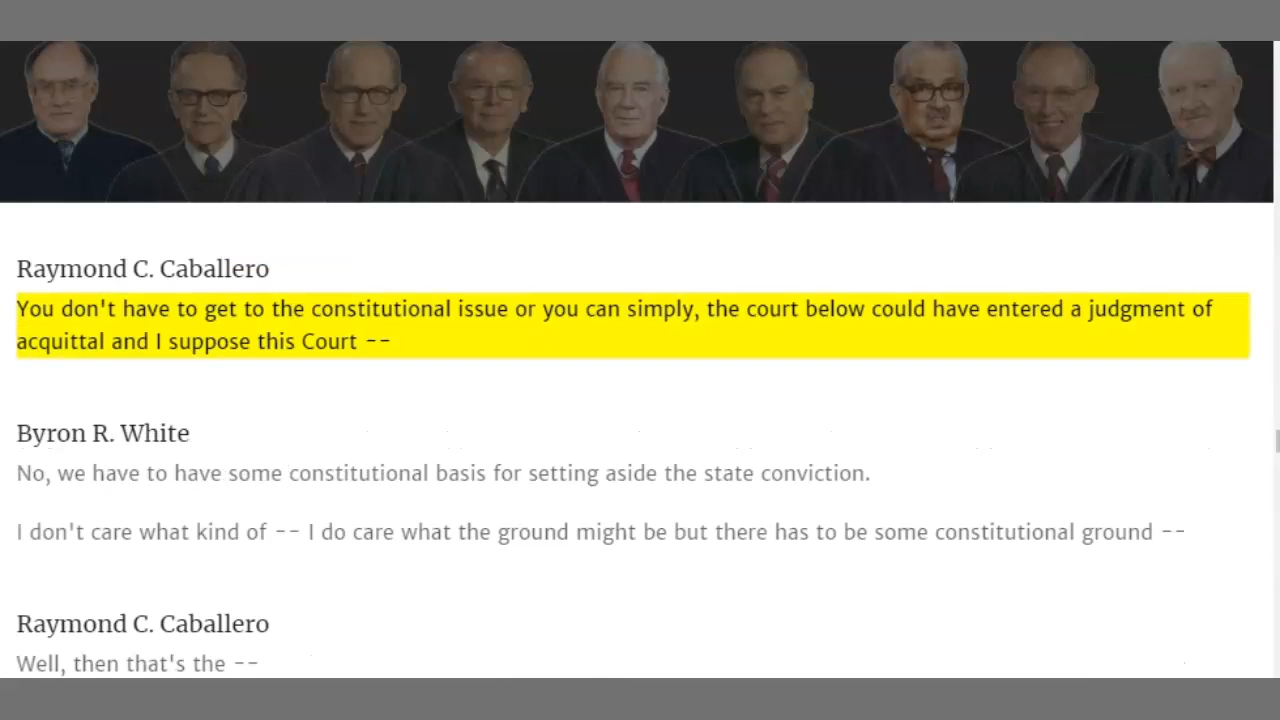 Raymond C. Caballero
You don't have to get to the constitutional issue or you can simply, the court below could have entered a judgment of
acquittal and I suppose this Court --
Byron R. White
No, we have to have some constitutional basis for setting aside the state conviction.
I don't care what kind of -- I do care what the ground might be but there has to be some constitutional ground --
Raymond C. Caballero
Well, then that's the --